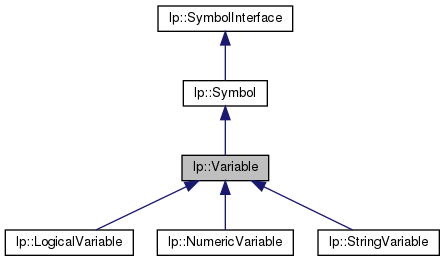 lp::SymbolInterface
lp::Symbol
lp::Variable
lp::LogicalVariable
lp::NumericVariable
lp::StringVariable